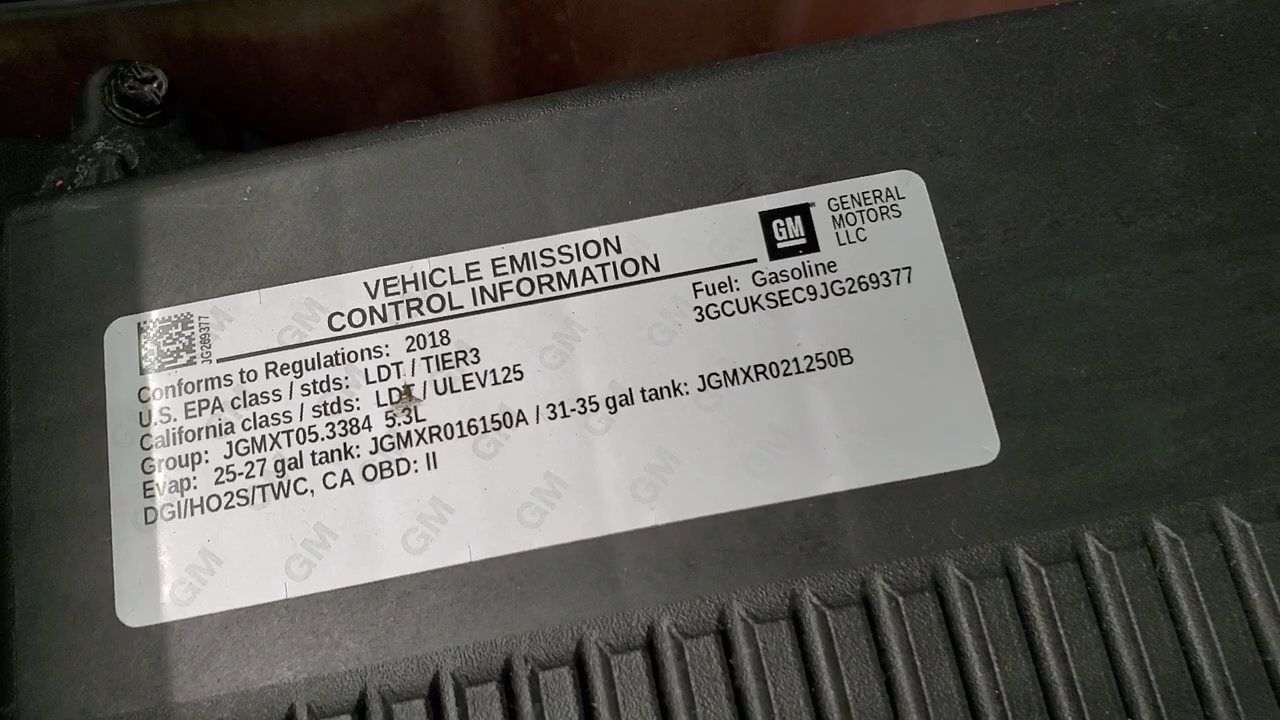 VEHICLE EMISSION
CONTROL INFORMATION
GM
GENERAL
MOTORS
LLC
JG269377
Fuel: Gasoline
3GCUKSEC9JG269377
Conforms to Regulations: 2018
U.S. EPA class / stds: LDT / TIER3
California class / stds: LDT / ULEV125
Group: JGMXT05.3384 5.3L
Evap: 25-27 gal tank: JGMXR016150A / 31-35 gal tank: JGMXR021250B
DGI/HO2S/TWC, CA OBD: II